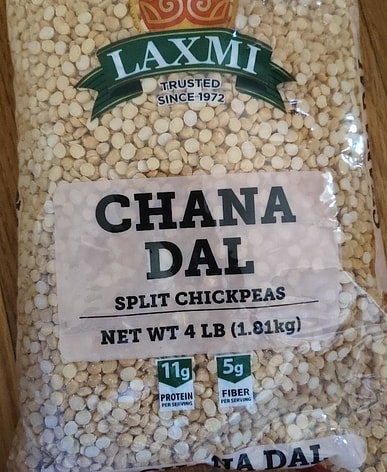 LAXMI
TRUSTED
SINCE 1972
CHANA
DAL
SPLIT CHICKPEAS
NET WT 4 LB (1.81kg)
11g 5g
PROTEIN FIBER
PER SERVING PER SERVING
NA DAL